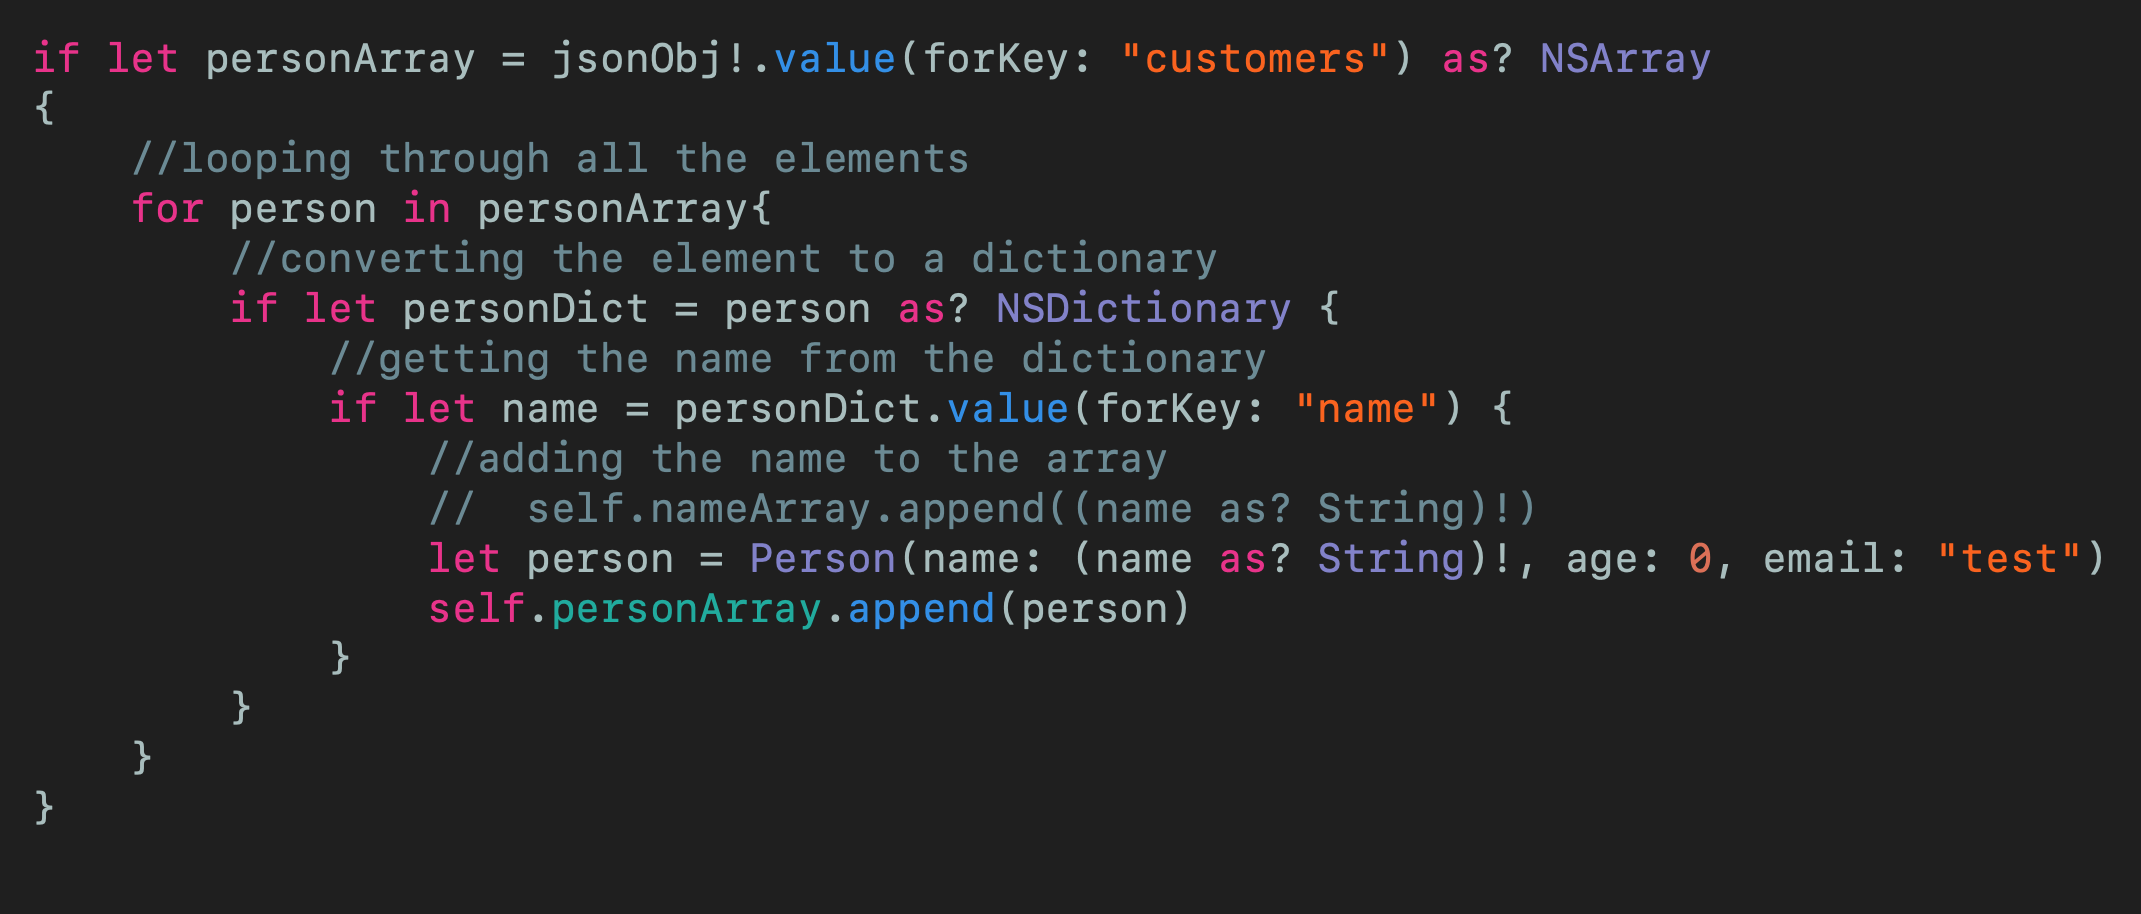 if let personArray = jsonObj!.value(forKey: "customers") as? NSArray
{
    //looping through all the elements
    for person in personArray{
        //converting the element to a dictionary
        if let personDict = person as? NSDictionary {
            //getting the name from the dictionary
            if let name = personDict.value(forKey: "name") {
                //adding the name to the array
                //  self.nameArray.append((name as? String)!)
                let person = Person(name: (name as? String)!, age: 0, email: "test")
                self.personArray.append(person)
            }
        }
    }
}